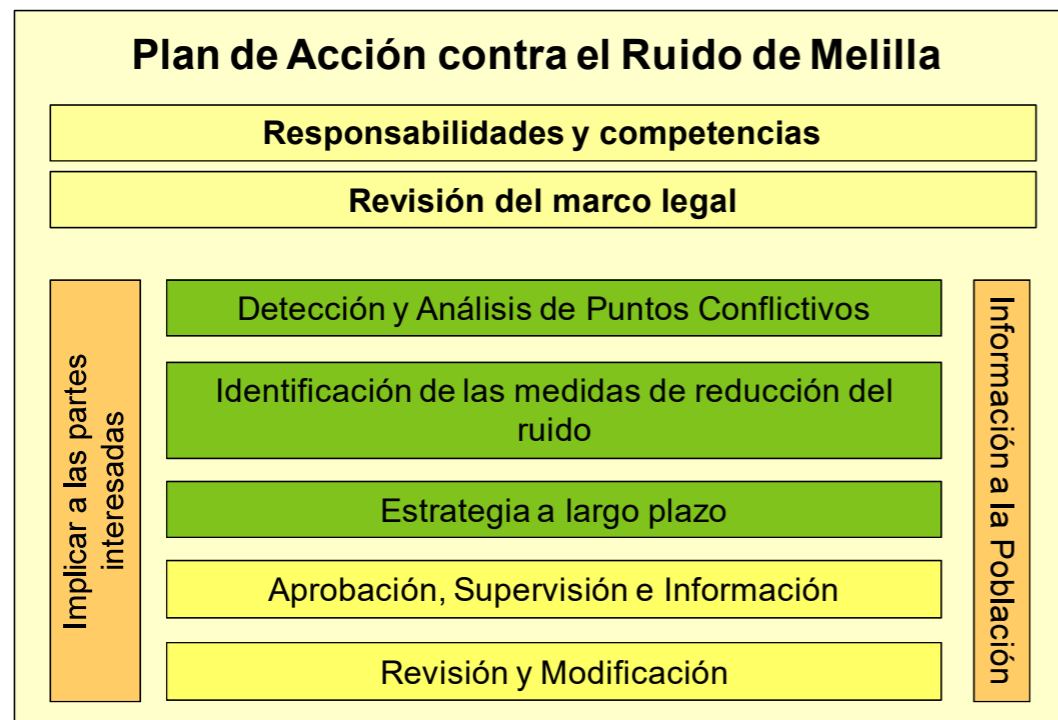 Plan de Acción contra el Ruido de Melilla
Responsabilidades y competencias
Revisión del marco legal
Implicar a las partes
interesadas
Detección y Análisis de Puntos Conflictivos
Identificación de las medidas de reducción del
ruido
Estrategia a largo plazo
Aprobación, Supervisión e Información
Revisión y Modificación
Información a la Población